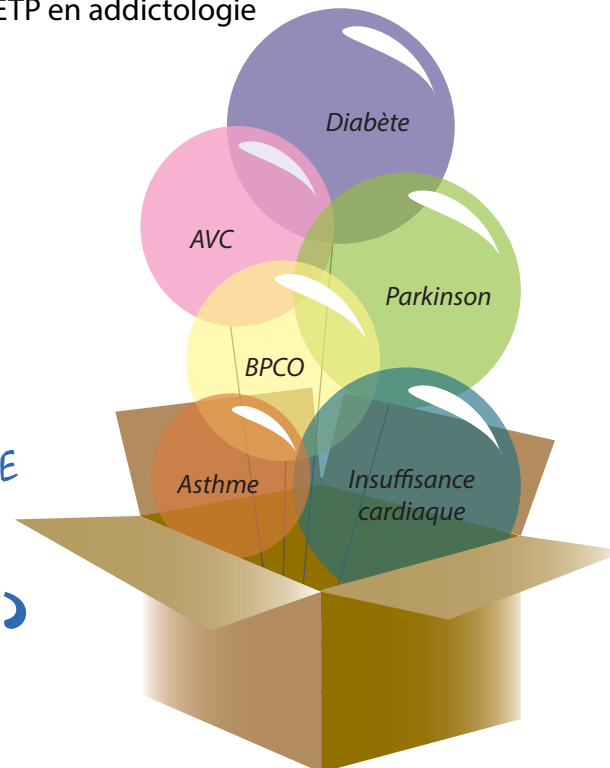 ETP en addictologie
Diabète
AVC
Parkinson
BPCO
Asthme
Insuffisance
cardiaque
E